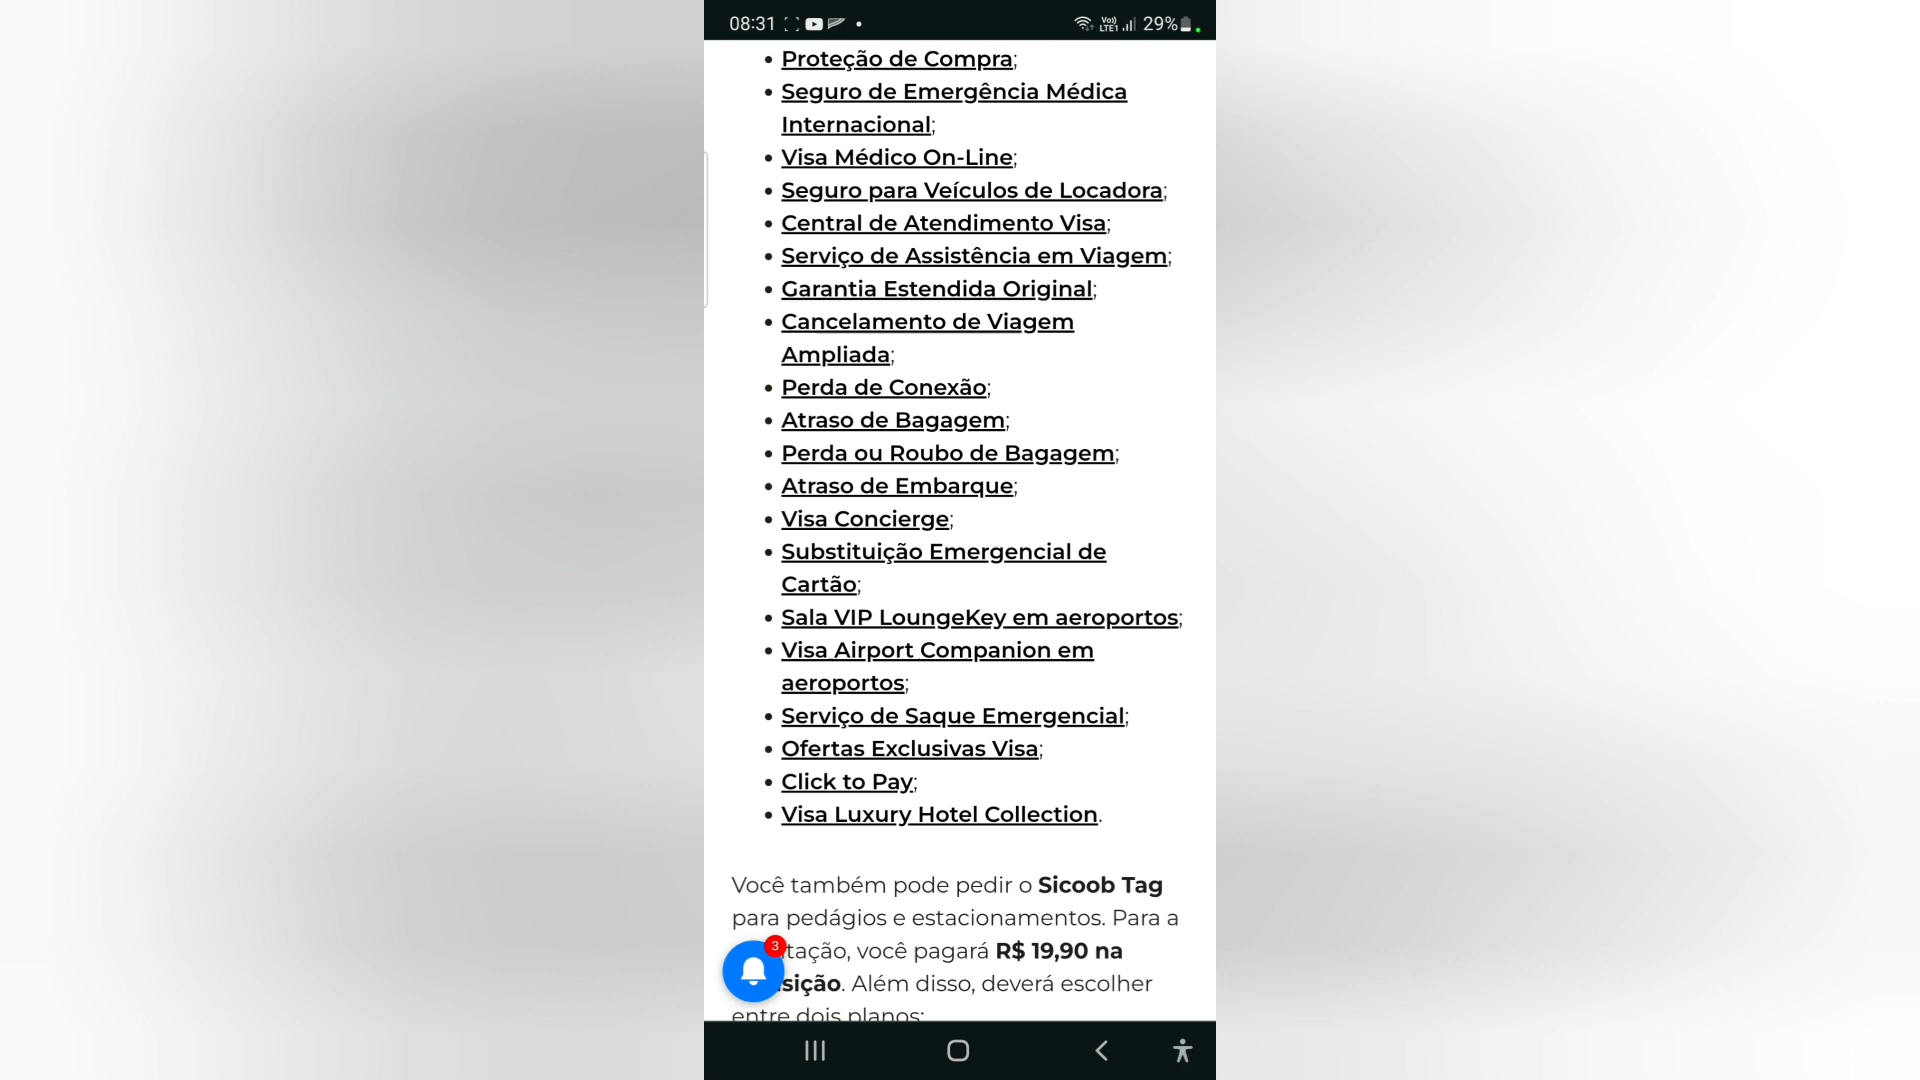 08:31
Vo))
LTE1
29%
Proteção de Compra;
Seguro de Emergência Médica
Internacional;
Visa Médico On-Line;
Seguro para Veículos de Locadora;
Central de Atendimento Visa;
Serviço de Assistência em Viagem;
Garantia Estendida Original;
Cancelamento de Viagem
Ampliada;
Perda de Conexão;
Atraso de Bagagem;
Perda ou Roubo de Bagagem;
Atraso de Embarque;
Visa Concierge;
Substituição Emergencial de
Cartão;
Sala VIP LoungeKey em aeroportos;
Visa Airport Companion em
aeroportos;
Serviço de Saque Emergencial;
Ofertas Exclusivas Visa;
Click to Pay;
Visa Luxury Hotel Collection.
Você também pode pedir o Sicoob Tag
para pedágios e estacionamentos. Para a
tação, você pagará R$ 19,90 na
sição. Além disso, deverá escolher
entre dois planos:
3